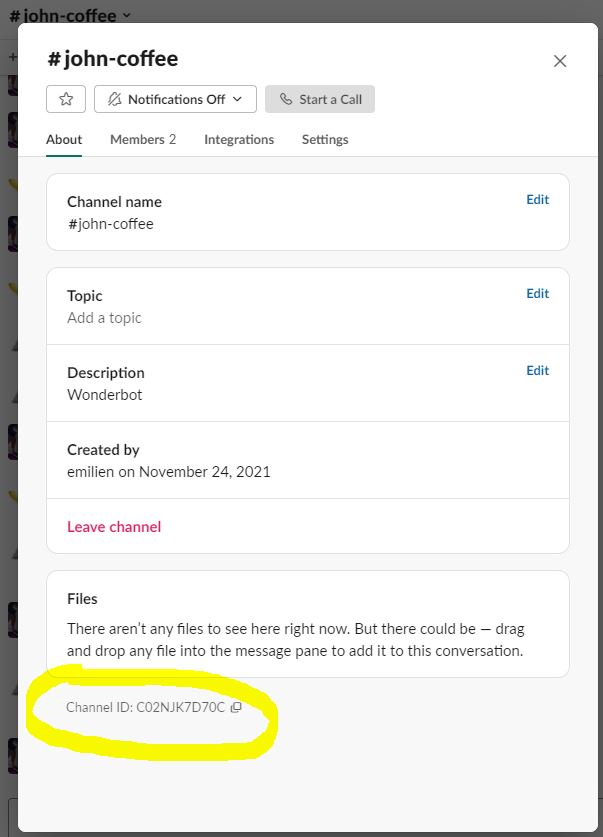 #john-coffee
#john-coffee
Notifications Off
Start a Call
About Members 2 Integrations Settings
Channel name Edit
#john-coffee
Topic Edit
Add a topic
Description Edit
Wonderbot
Created by
emilien on November 24, 2021
Leave channel
Files
There aren't any files to see here right now. But there could be — drag
and drop any file into the message pane to add it to this conversation.
Channel ID: C02NJK7D70C